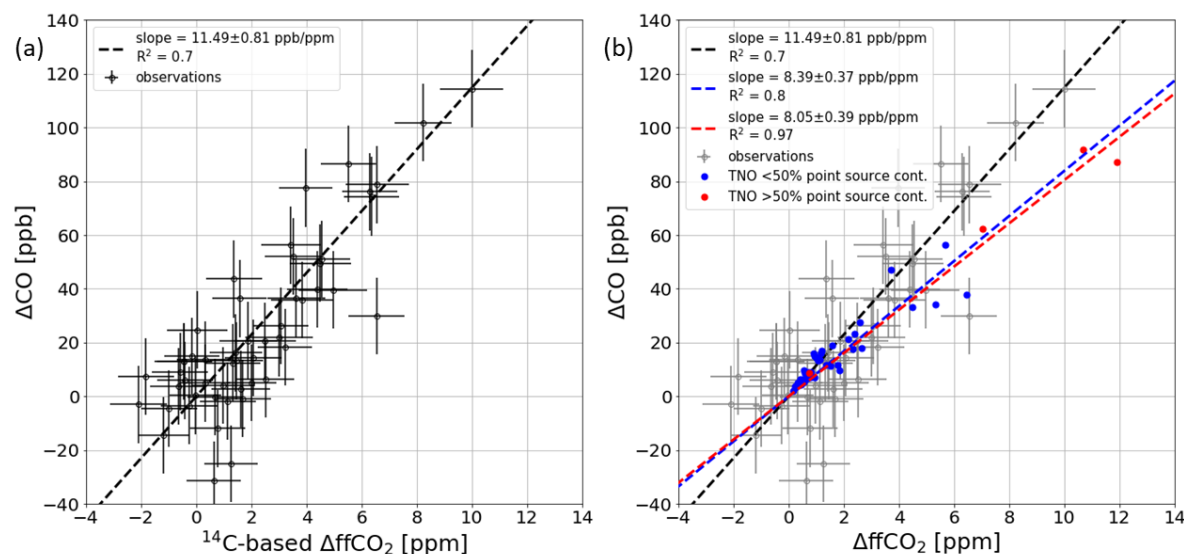 (a)
140
120
100
80
60
40
20
0
−20
−40
ΔCO [ppb]
slope = 11.49±0.81 ppb/ppm
R² = 0.7
observations
−4 −2 0 2 4 6 8 10 12 14
¹⁴C-based ΔffCO₂ [ppm]
(b)
140
120
100
80
60
40
20
0
−20
−40
ΔCO [ppb]
slope = 11.49±0.81 ppb/ppm
R² = 0.7
slope = 8.39±0.37 ppb/ppm
R² = 0.8
slope = 8.05±0.39 ppb/ppm
R² = 0.97
observations
TNO <50% point source cont.
TNO >50% point source cont.
−4 −2 0 2 4 6 8 10 12 14
ΔffCO₂ [ppm]